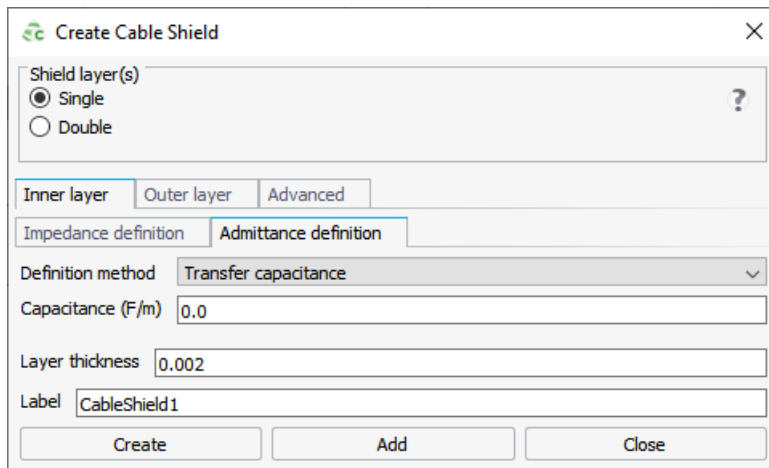 Create Cable Shield
Shield layer(s)
Single
Double
?
Inner layer Outer layer Advanced
Impedance definition Admittance definition
Definition method Transfer capacitance
Capacitance (F/m) 0.0
Layer thickness 0.002
Label CableShield1
Create Add Close